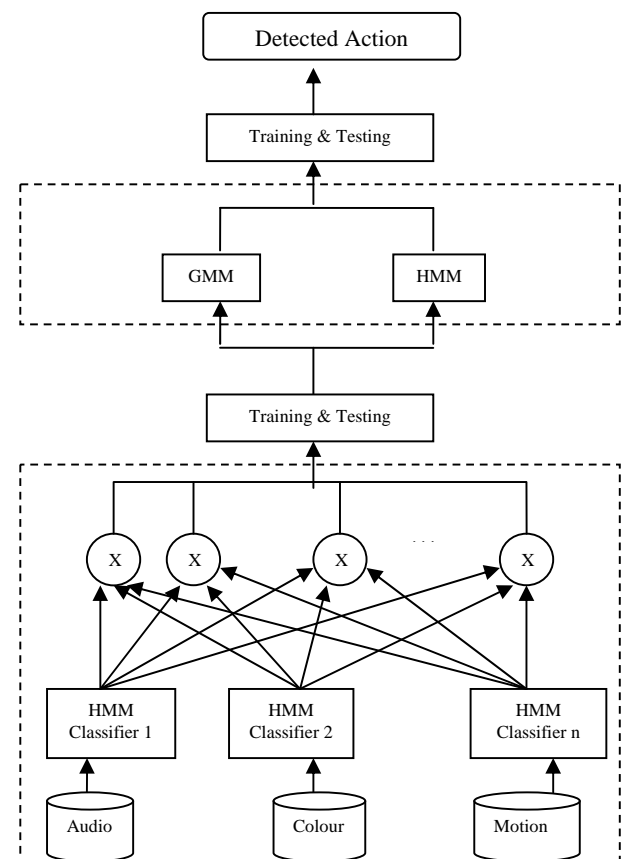 Detected Action
Training & Testing
GMM
HMM
Training & Testing
X X X . . . X
HMM
Classifier 1
HMM
Classifier 2
HMM
Classifier n
Audio
Colour
Motion